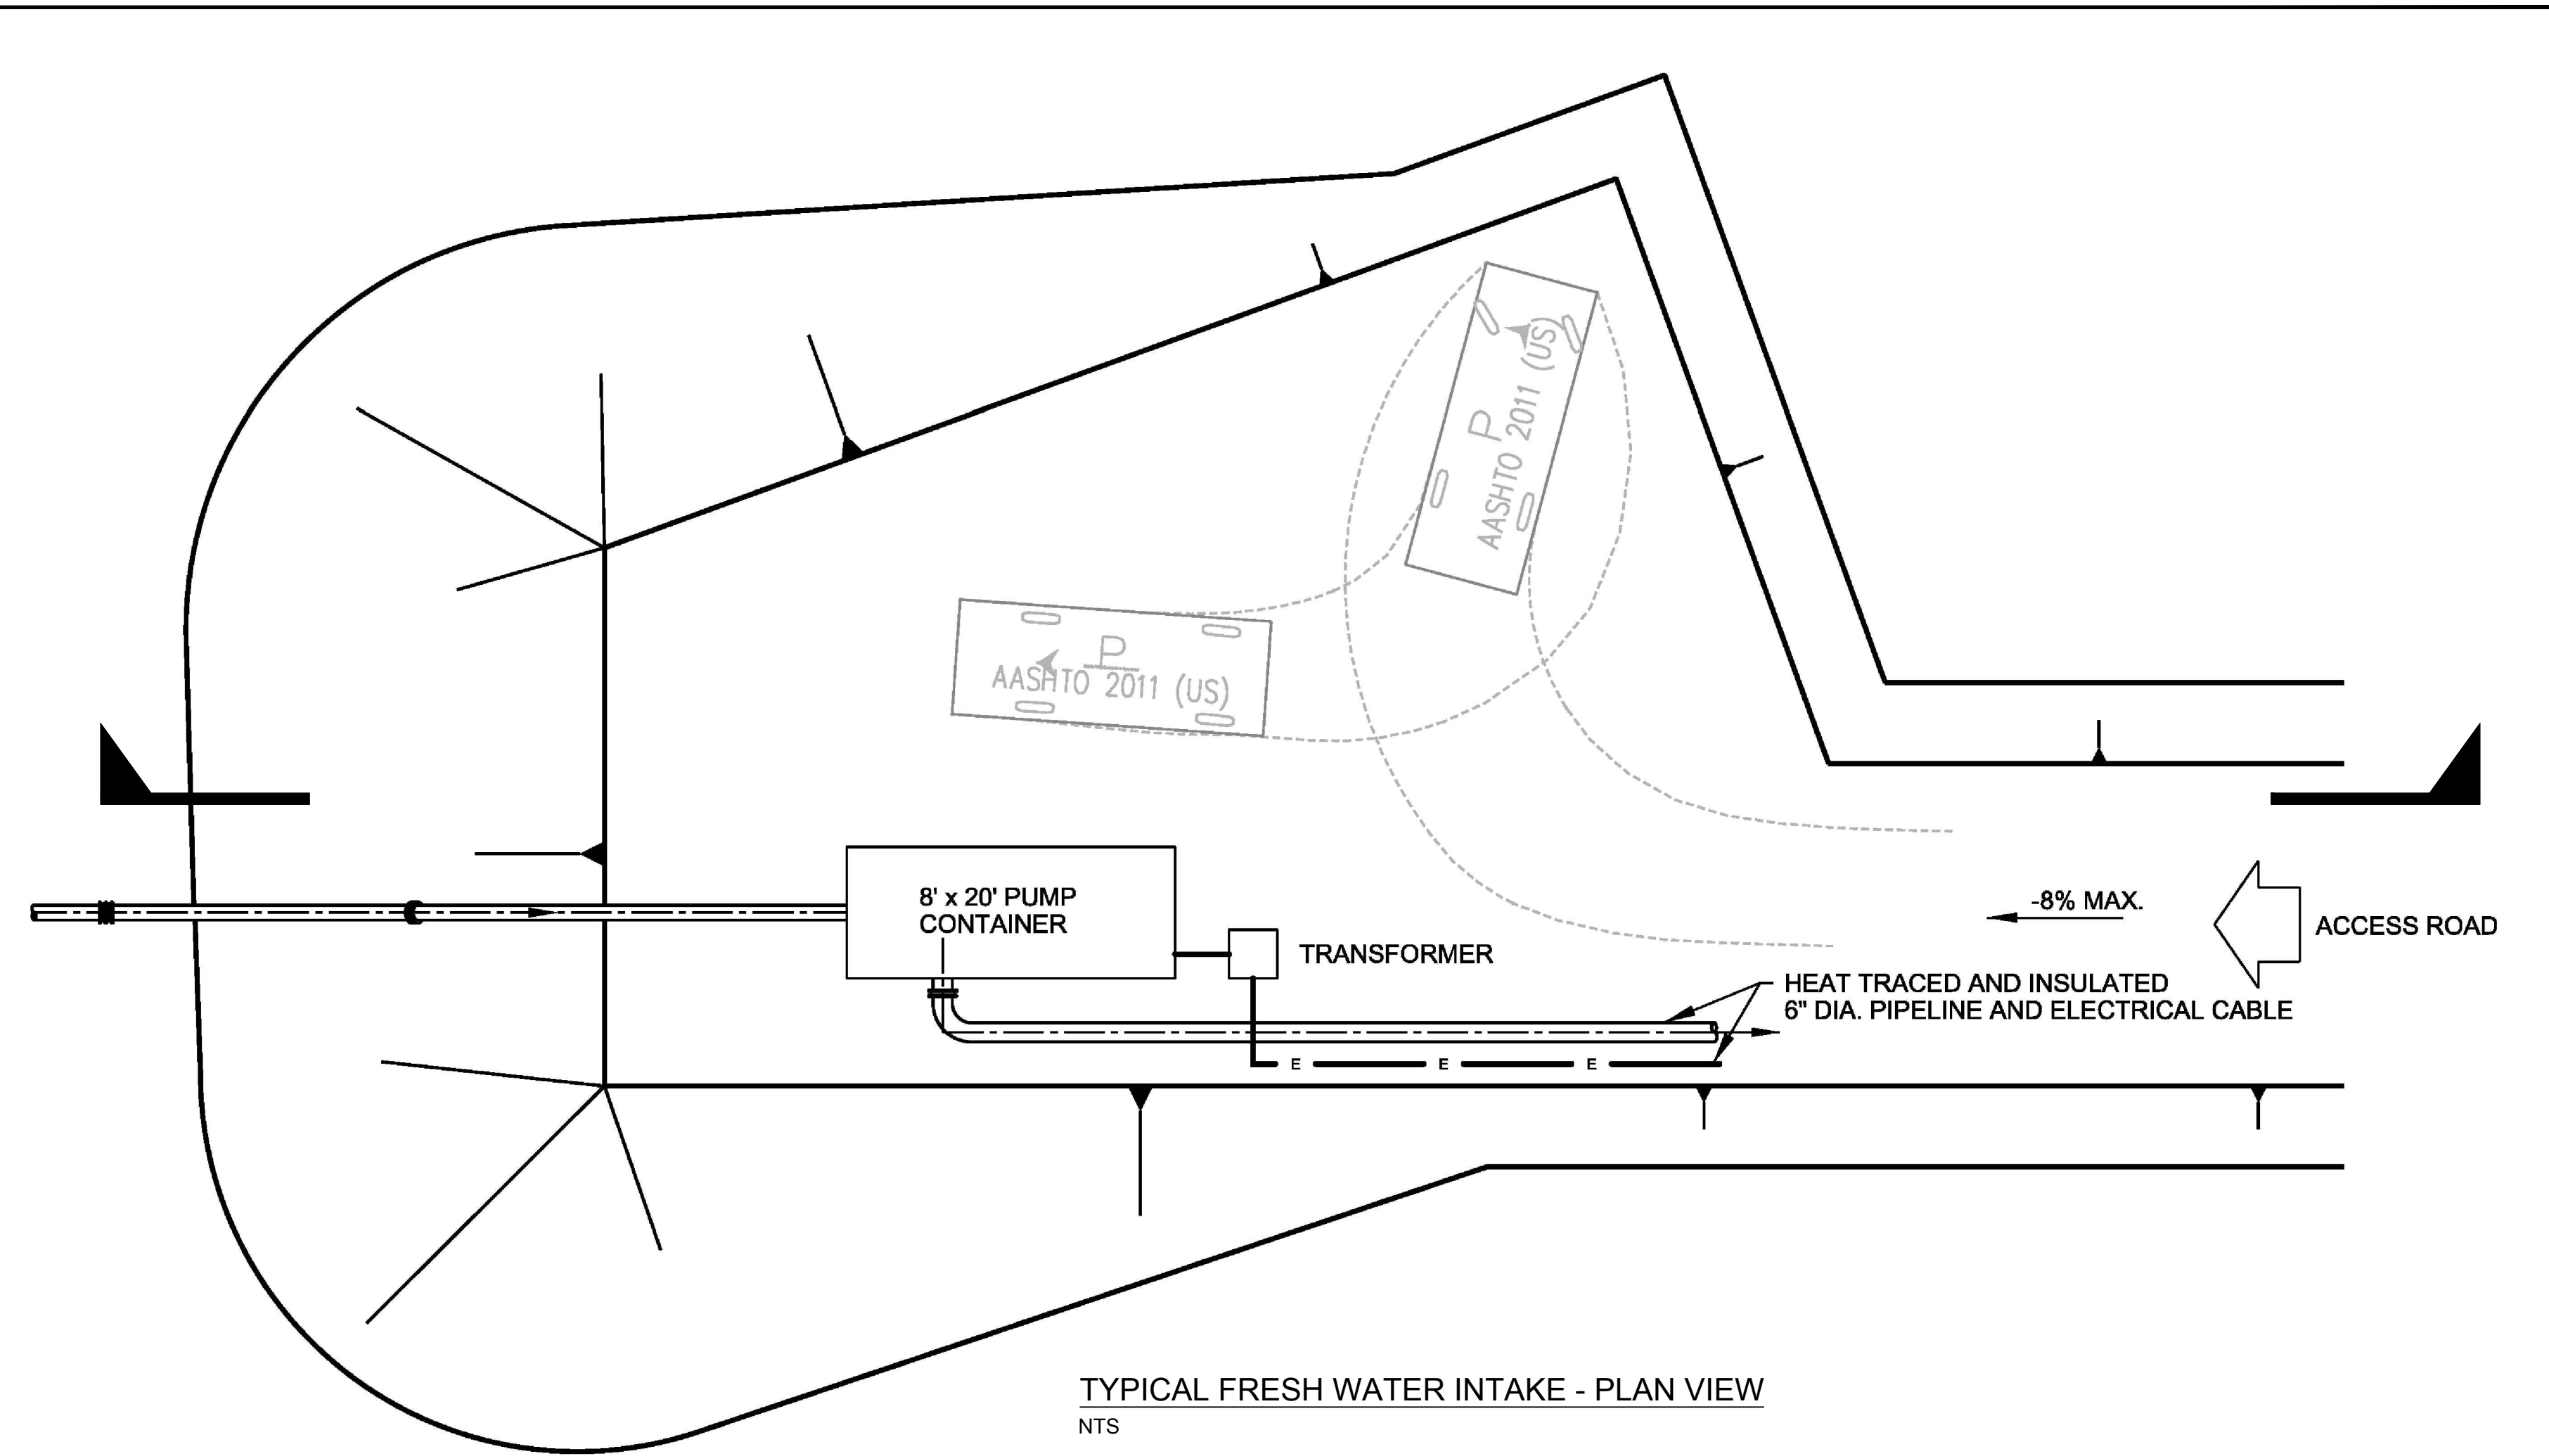 P
AASHTO 2011 (US)
P
AASHTO 2011 (US)
8' x 20' PUMP
CONTAINER
TRANSFORMER
-8% MAX.
ACCESS ROAD
HEAT TRACED AND INSULATED
6" DIA. PIPELINE AND ELECTRICAL CABLE
E E E
TYPICAL FRESH WATER INTAKE - PLAN VIEW
NTS